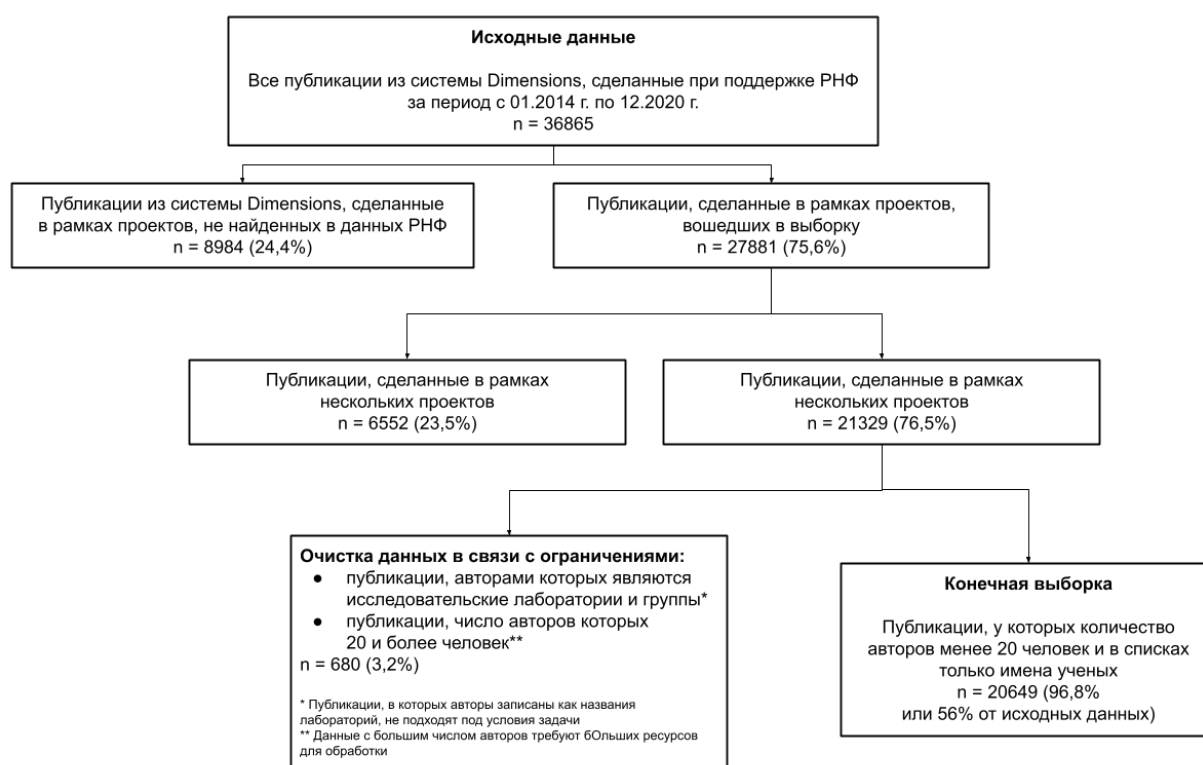 Исходные данные
Все публикации из системы Dimensions, сделанные при поддержке РНФ
за период с 01.2014 г. по 12.2020 г.
n = 36865
Публикации из системы Dimensions, сделанные
в рамках проектов, не найденных в данных РНФ
n = 8984 (24,4%)
Публикации, сделанные в рамках проектов,
вошедших в выборку
n = 27881 (75,6%)
Публикации, сделанные в рамках
нескольких проектов
n = 6552 (23,5%)
Публикации, сделанные в рамках
нескольких проектов
n = 21329 (76,5%)
Очистка данных в связи с ограничениями:
● публикации, авторами которых являются
исследовательские лаборатории и группы*
● публикации, число авторов которых
20 и более человек**
n = 680 (3,2%)
* Публикации, в которых авторы записаны как названия
лабораторий, не подходят под условия задачи
** Данные с большим числом авторов требуют бОльших ресурсов
для обработки
Конечная выборка
Публикации, у которых количество
авторов менее 20 человек и в списках
только имена ученых
n = 20649 (96,8%
или 56% от исходных данных)